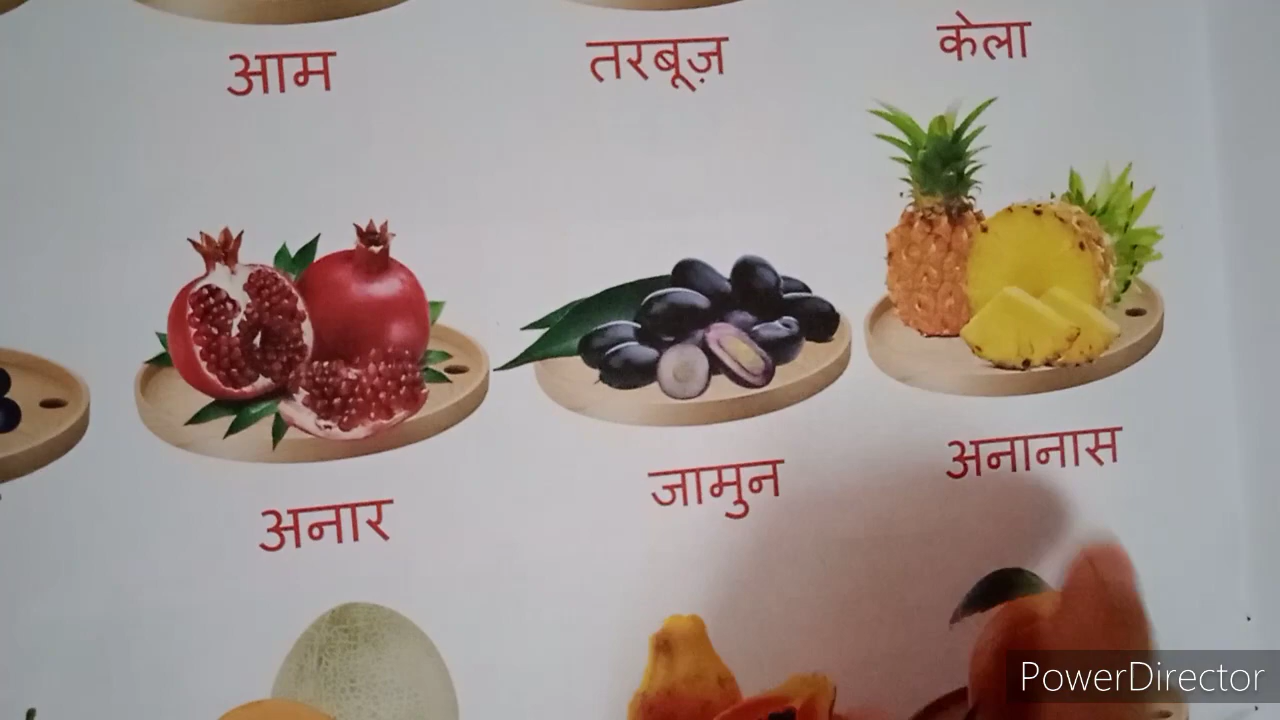 आम
तरबूज़
केला
अनार
जामुन
अनानास
PowerDirector